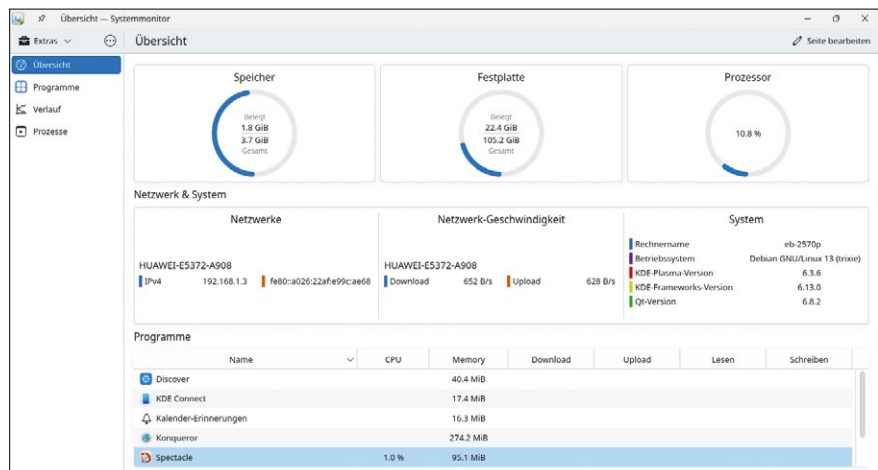 Übersicht — Systemmonitor
Extras
Übersicht
Seite bearbeiten
Übersicht
Programme
Verlauf
Prozesse
Speicher
Belegt
1.8 GiB
3.7 GiB
Gesamt
Festplatte
Belegt
22.4 GiB
105.2 GiB
Gesamt
Prozessor
10.8 %
Netzwerk & System
Netzwerke
HUAWEI-E5372-A908
IPv4 192.168.1.3 fe80::a026:22af:e99c:ae68
Netzwerk-Geschwindigkeit
HUAWEI-E5372-A908
Download 652 B/s Upload 628 B/s
System
Rechnername eb-2570p
Betriebssystem Debian GNU/Linux 13 (trixie)
KDE-Plasma-Version 6.3.6
KDE-Frameworks-Version 6.13.0
Qt-Version 6.8.2
Programme
Name CPU Memory Download Upload Lesen Schreiben
Discover 40.4 MiB
KDE Connect 17.4 MiB
Kalender-Erinnerungen 16.3 MiB
Konqueror 274.2 MiB
Spectacle 1.0 % 95.1 MiB